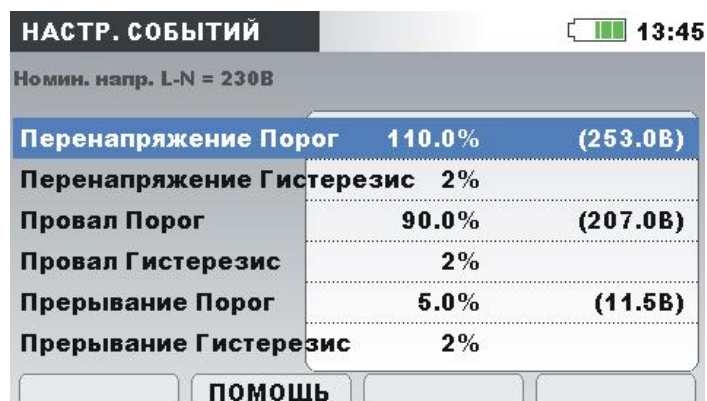 НАСТР. СОБЫТИЙ 13:45
Номин. напр. L-N = 230В
Перенапряжение Порог 110.0% (253.0В)
Перенапряжение Гистерезис 2%
Провал Порог 90.0% (207.0В)
Провал Гистерезис 2%
Прерывание Порог 5.0% (11.5В)
Прерывание Гистерезис 2%
ПОМОЩЬ